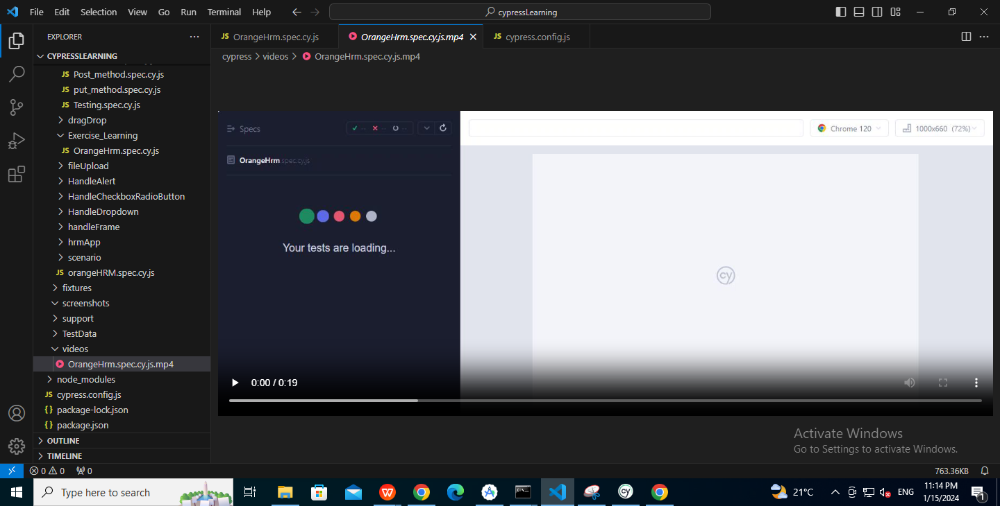 File Edit Selection View Go Run Terminal Help
cypressLearning
EXPLORER
OrangeHrm.spec.cy.js
OrangeHrm.spec.cy.js.mp4
cypress.config.js
CYPRESSLEARNING
cypress > videos > OrangeHrm.spec.cy.js.mp4
JS Post_method.spec.cy.js
JS put_method.spec.cy.js
JS Testing.spec.cy.js
dragDrop
Exercise_Learning
JS OrangeHrm.spec.cy.js
fileUpload
HandleAlert
HandleCheckboxRadioButton
HandleDropdown
handleFrame
hrmApp
scenario
JS orangeHRM.spec.cy.js
fixtures
screenshots
support
TestData
videos
OrangeHrm.spec.cy.js.mp4
node_modules
JS cypress.config.js
{} package-lock.json
{} package.json
OUTLINE
TIMELINE
Specs
-- -- --
OrangeHrm spec.cy.js
Your tests are loading...
Chrome 120
1000x660 (72%)
cy
0:00 / 0:19
Activate Windows
Go to Settings to activate Windows.
0 0 0
763.36KB
Type here to search
21°C
ENG
11:14 PM
1/15/2024
1